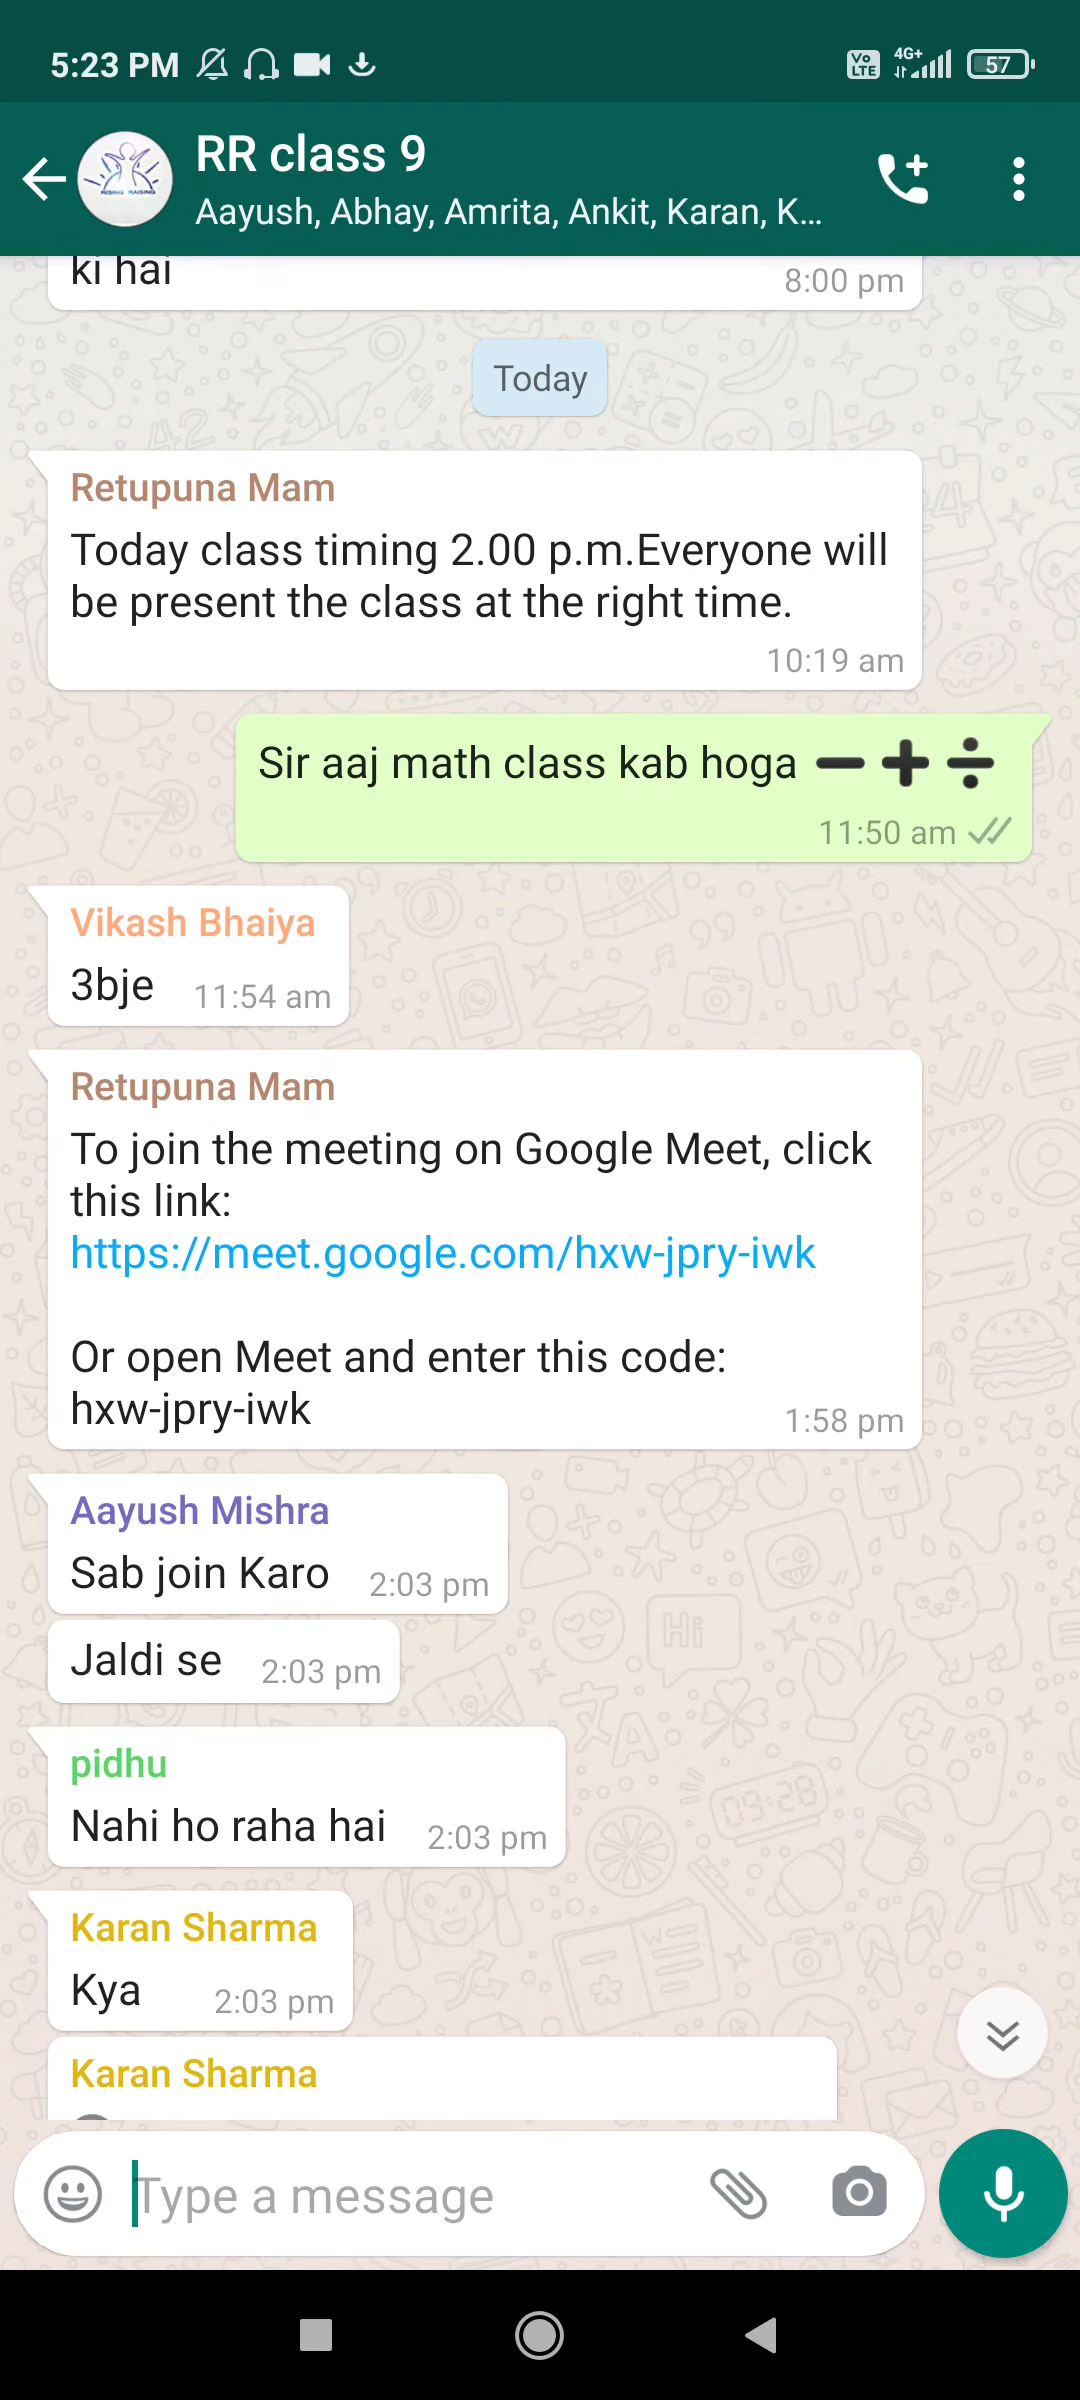 5:23 PM
Vo LTE 4G+ 57
RR class 9
Aayush, Abhay, Amrita, Ankit, Karan, K...
RISING RAISING
ki hai
8:00 pm
Today
Retupuna Mam
Today class timing 2.00 p.m.Everyone will
be present the class at the right time.
10:19 am
Sir aaj math class kab hoga ➖➕➗
11:50 am
Vikash Bhaiya
3bje 11:54 am
Retupuna Mam
To join the meeting on Google Meet, click
this link:
https://meet.google.com/hxw-jpry-iwk
Or open Meet and enter this code:
hxw-jpry-iwk
1:58 pm
Aayush Mishra
Sab join Karo 2:03 pm
Jaldi se 2:03 pm
pidhu
Nahi ho raha hai 2:03 pm
Karan Sharma
Kya 2:03 pm
Karan Sharma
Type a message